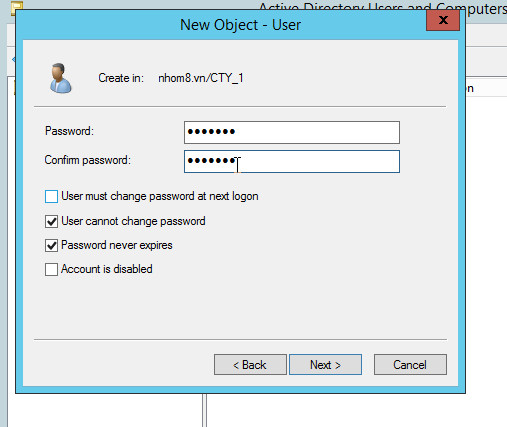 Active Directory Users and Computers
New Object - User
x
Create in: nhom8.vn/CTY_1
Password: •••••••
Confirm password: •••••••
User must change password at next logon
User cannot change password
Password never expires
Account is disabled
< Back Next > Cancel